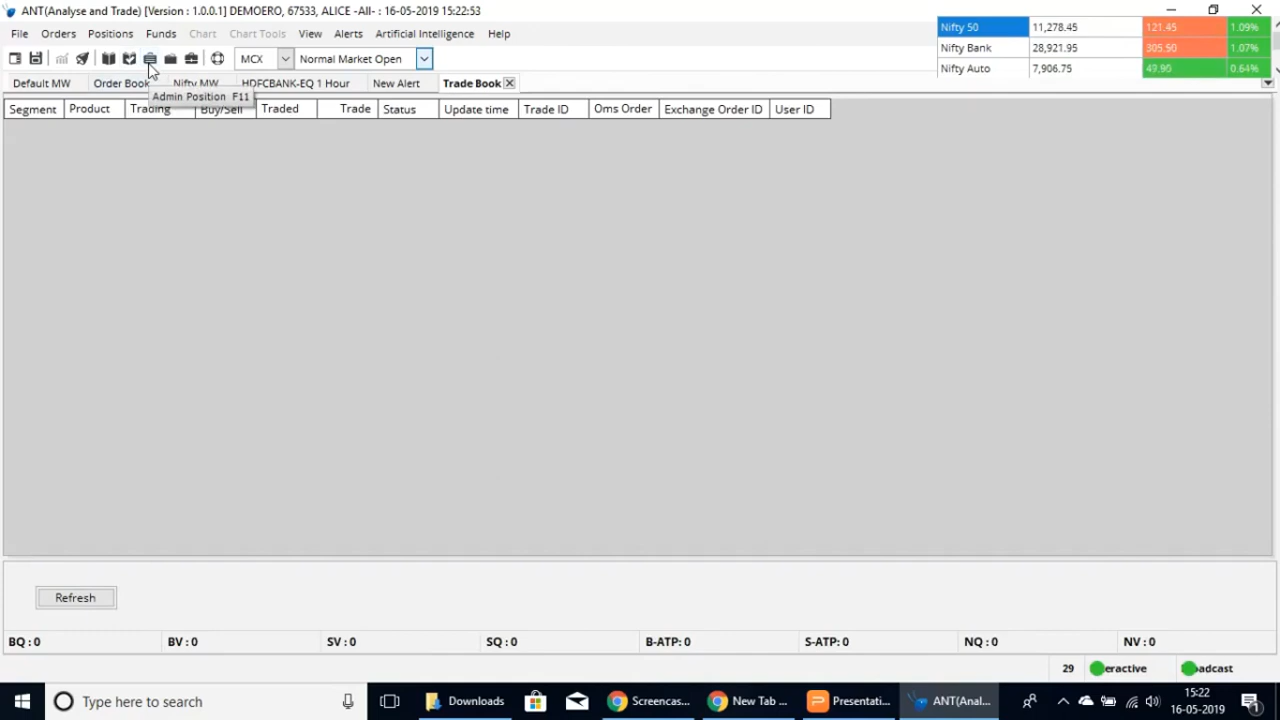 ANT(Analyse and Trade) [Version : 1.0.0.1] DEMOERO, 67533, ALICE -All- : 16-05-2019 15:22:53
File Orders Positions Funds Chart Chart Tools View Alerts Artificial Intelligence Help
Nifty 50 11,278.45 121.45 1.09%
Nifty Bank 28,921.95 305.50 1.07%
Nifty Auto 7,906.75 49.95 0.64%
MCX Normal Market Open
Default MW Order Book Nifty MW HDFCBANK-EQ 1 Hour New Alert Trade Book
Admin Position F11
Segment Product Trading Buy/Sell Traded Trade Status Update time Trade ID Oms Order Exchange Order ID User ID
Refresh
BQ : 0 BV : 0 SV : 0 SQ : 0 B-ATP: 0 S-ATP: 0 NQ : 0 NV : 0
29 eractive adcast
Type here to search Downloads Screencas... New Tab ... Presentati... ANT(Anal... 15:22
16-05-2019 1